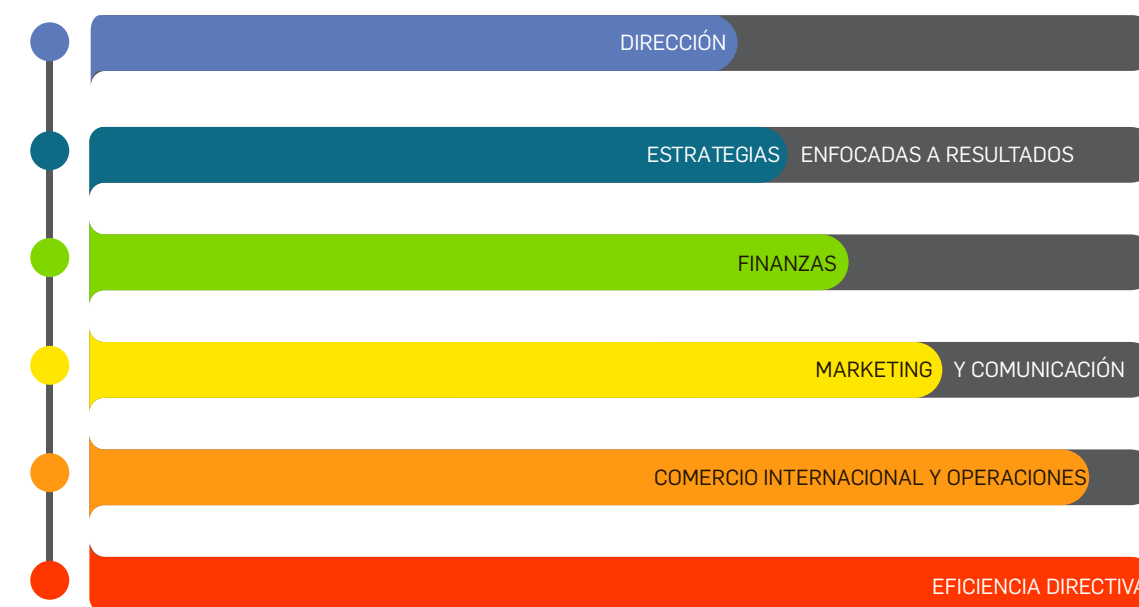 DIRECCIÓN
ESTRATEGIAS ENFOCADAS A RESULTADOS
FINANZAS
MARKETING Y COMUNICACIÓN
COMERCIO INTERNACIONAL Y OPERACIONES
EFICIENCIA DIRECTIVA